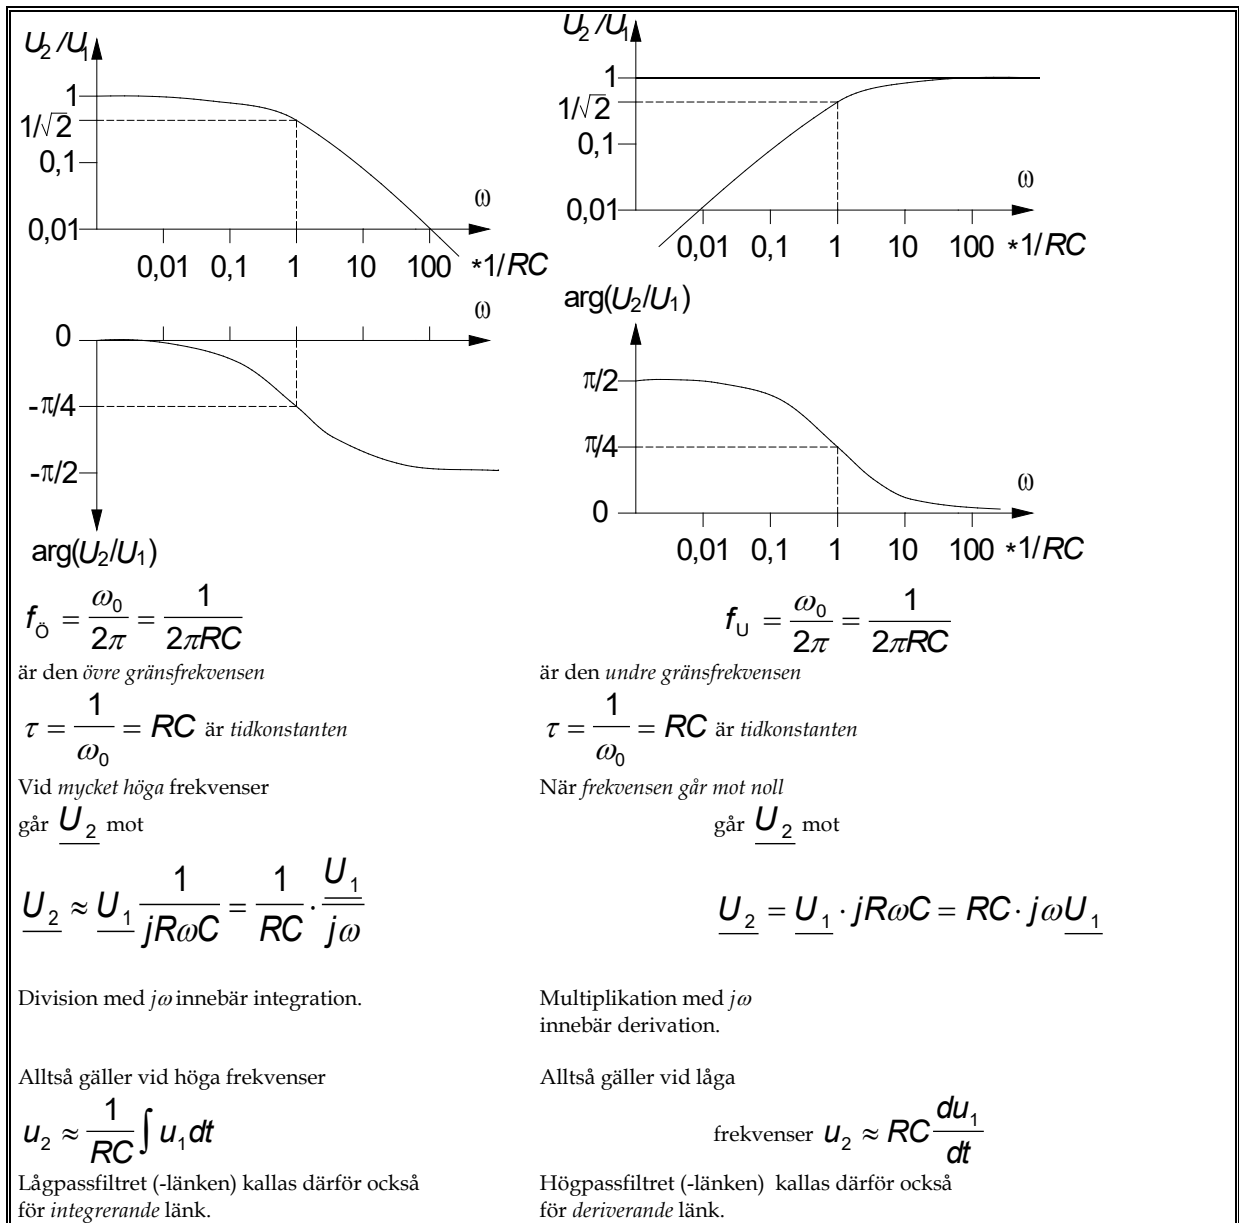 U₂/U₁
1
1/√2
0,1
0,01
ω
0,01 0,1 1 10 100 *1/RC
ω
0
-π/4
-π/2
arg(U₂/U₁)
f_Ö = ω₀/2π = 1/2πRC
är den övre gränsfrekvensen
τ = 1/ω₀ = RC är tidkonstanten
Vid mycket höga frekvenser
går U₂ mot
U₂ ≈ U₁ 1/jRωC = 1/RC · U₁/jω
Division med jω innebär integration.
Alltså gäller vid höga frekvenser
u₂ ≈ 1/RC ∫ u₁dt
Lågpassfiltret (-länken) kallas därför också
för integrerande länk.
U₂/U₁
1
1/√2
0,1
0,01
ω
0,01 0,1 1 10 100 *1/RC
arg(U₂/U₁)
π/2
π/4
0
ω
0,01 0,1 1 10 100 *1/RC
f_U = ω₀/2π = 1/2πRC
är den undre gränsfrekvensen
τ = 1/ω₀ = RC är tidkonstanten
När frekvensen går mot noll
går U₂ mot
U₂ = U₁ · jRωC = RC · jωU₁
Multiplikation med jω
innebär derivation.
Alltså gäller vid låga
frekvenser u₂ ≈ RC du₁/dt
Högpassfiltret (-länken) kallas därför också
för deriverande länk.